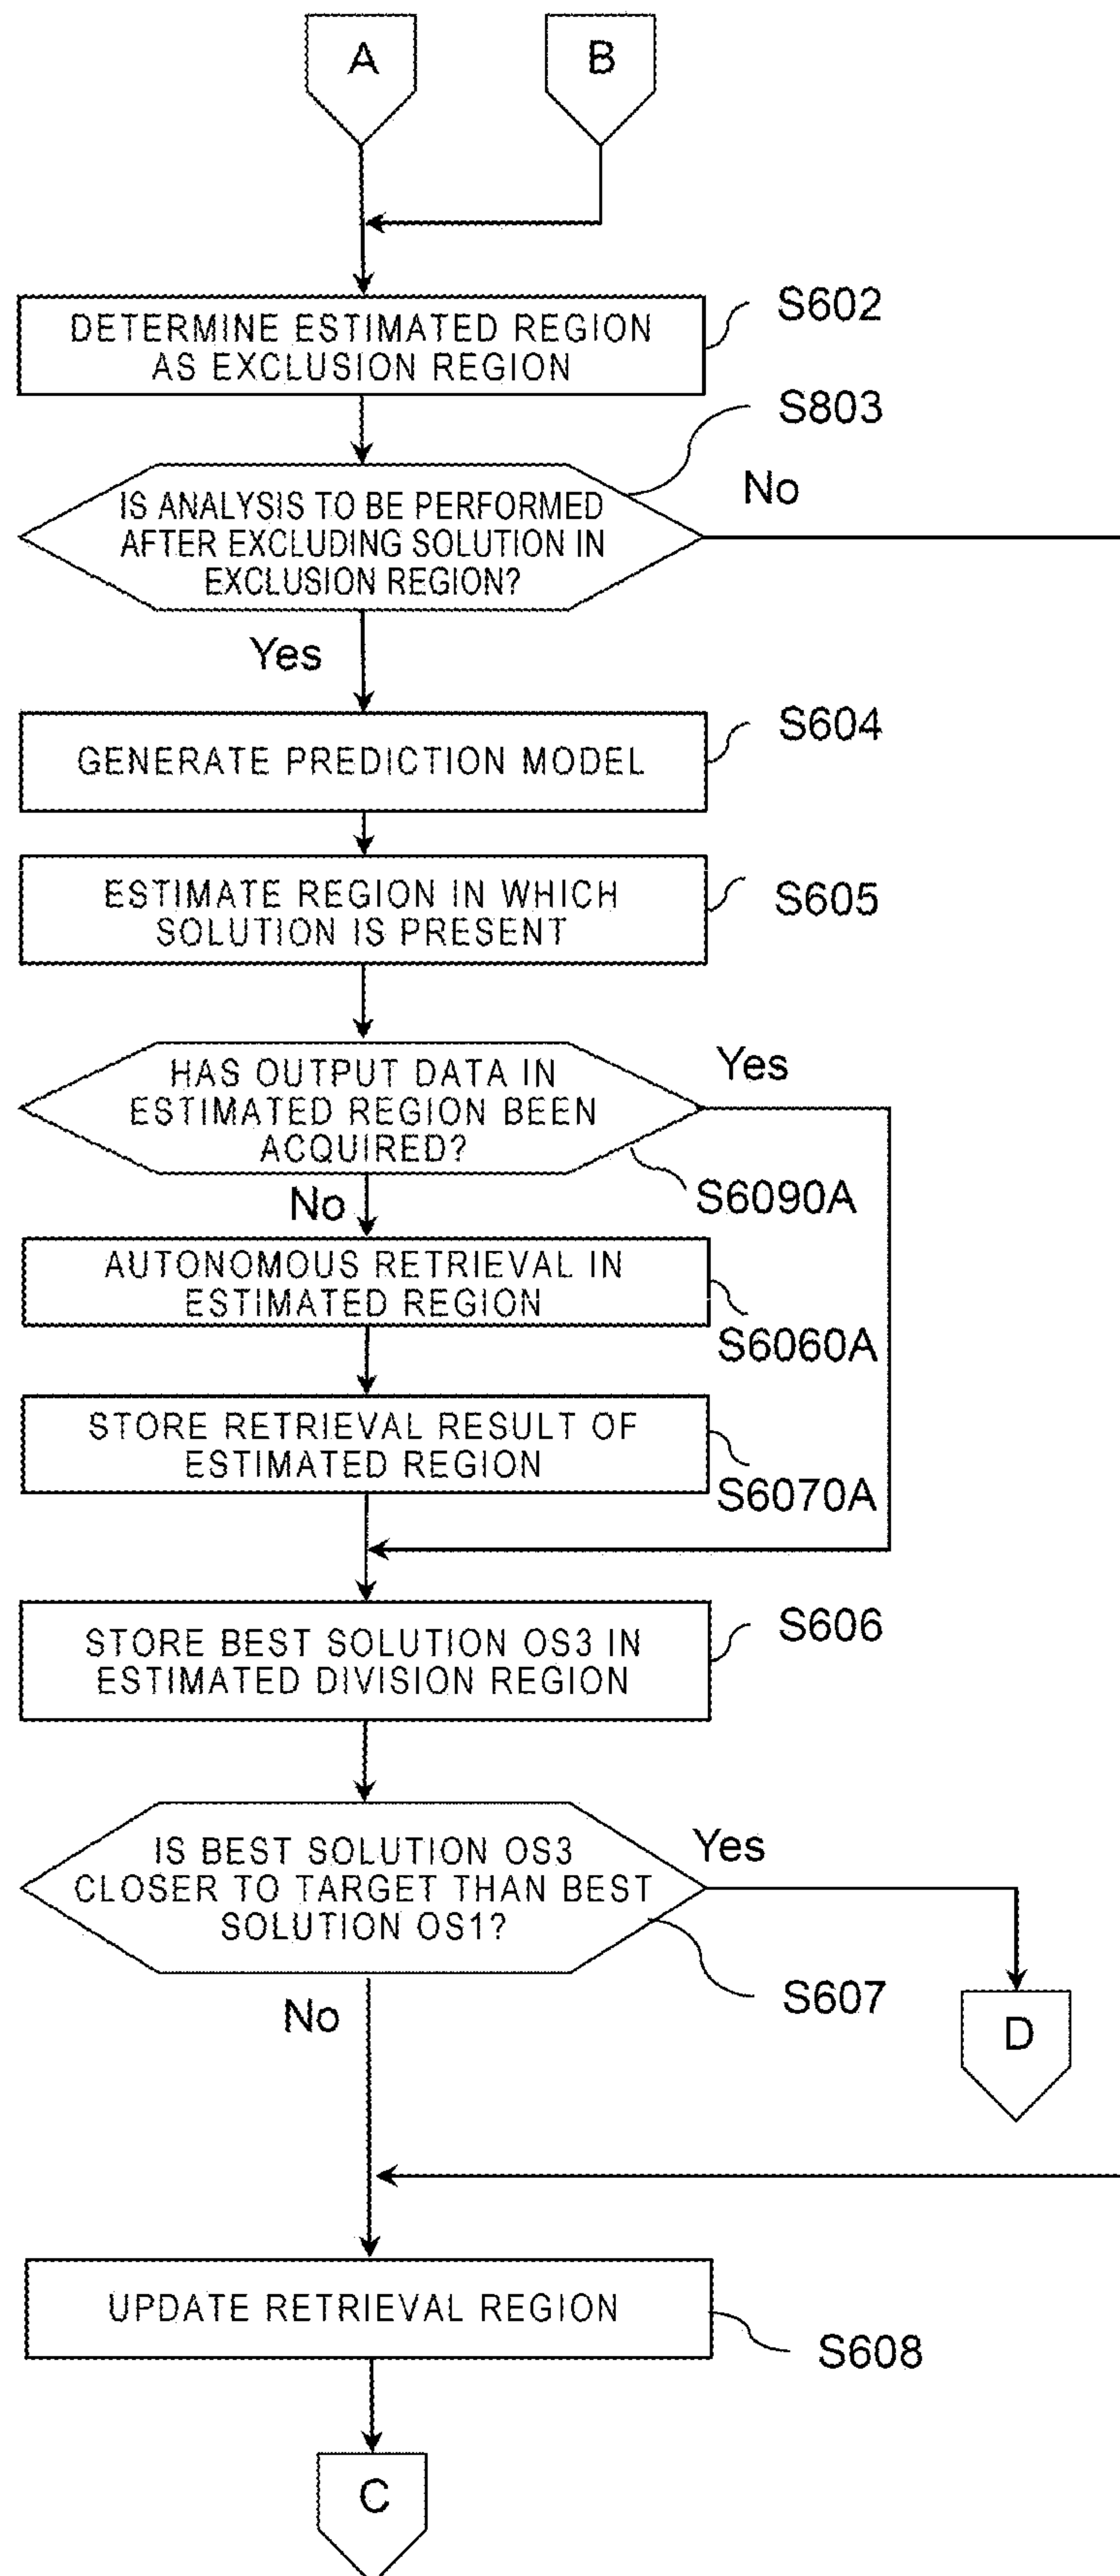 A
B
DETERMINE ESTIMATED REGION
AS EXCLUSION REGION
S602
S803
IS ANALYSIS TO BE PERFORMED
AFTER EXCLUDING SOLUTION IN
EXCLUSION REGION?
No
Yes
GENERATE PREDICTION MODEL
S604
ESTIMATE REGION IN WHICH
SOLUTION IS PRESENT
S605
HAS OUTPUT DATA IN
ESTIMATED REGION BEEN
ACQUIRED?
Yes
S6090A
No
AUTONOMOUS RETRIEVAL IN
ESTIMATED REGION
S6060A
STORE RETRIEVAL RESULT OF
ESTIMATED REGION
S6070A
STORE BEST SOLUTION OS3 IN
ESTIMATED DIVISION REGION
S606
IS BEST SOLUTION OS3
CLOSER TO TARGET THAN BEST
SOLUTION OS1?
Yes
S607
No
D
UPDATE RETRIEVAL REGION
S608
C